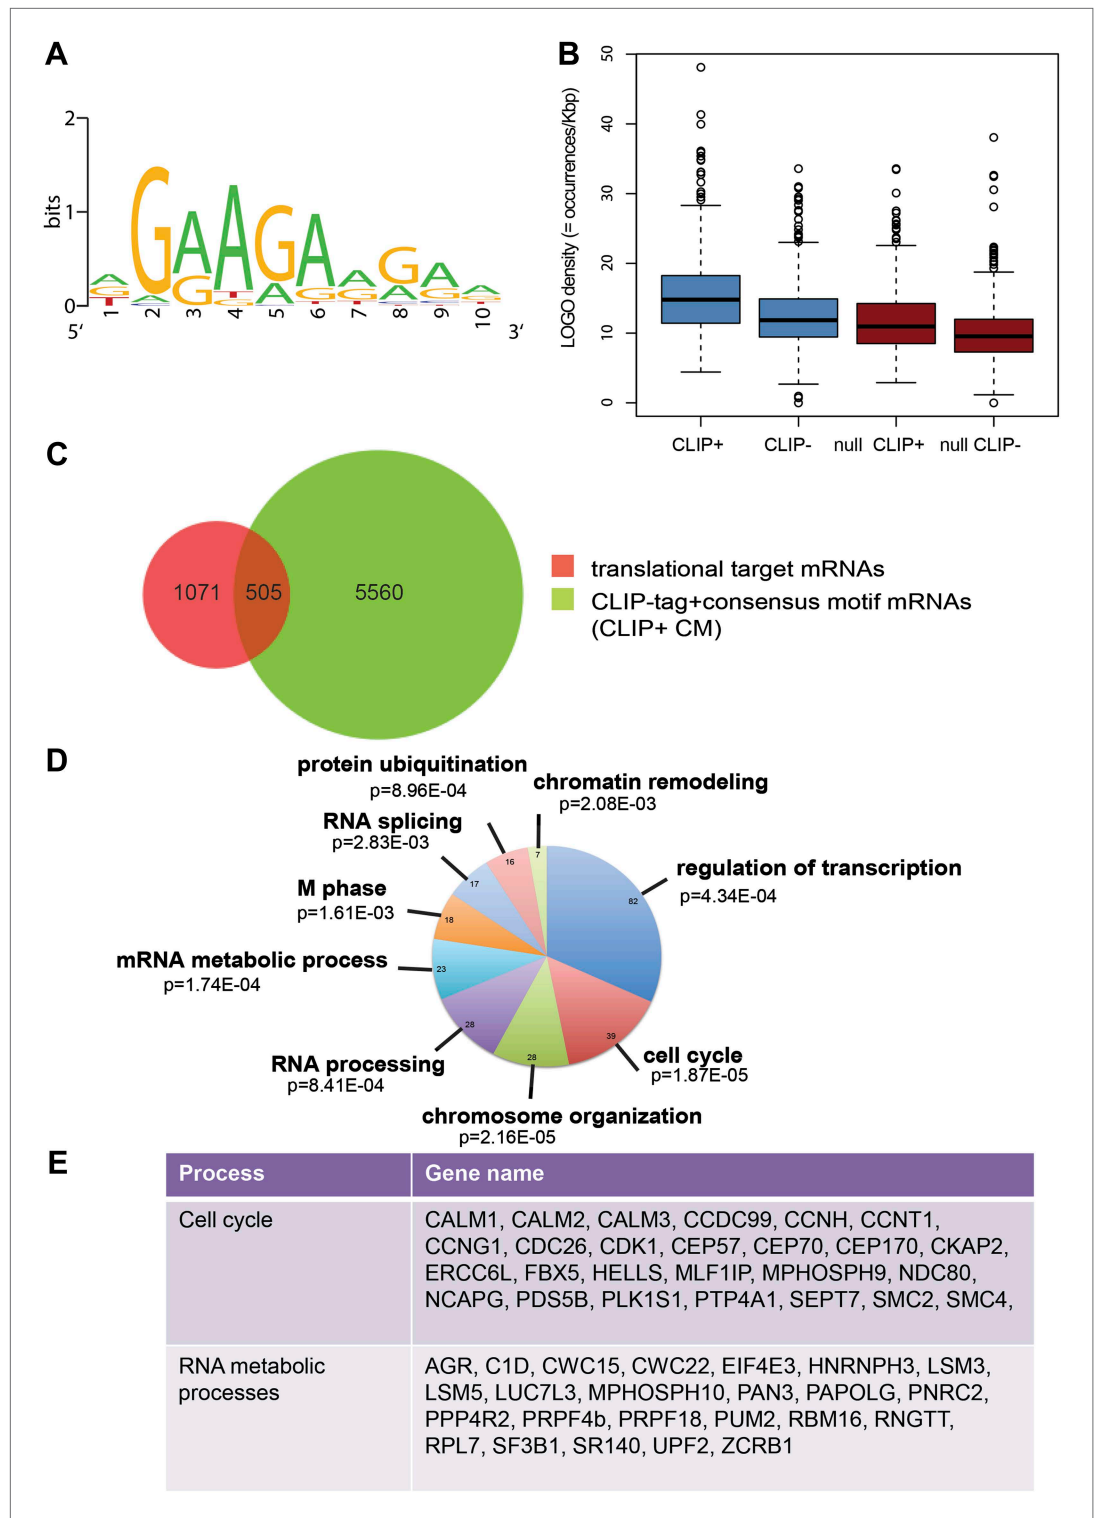 A
bits
2
1
0
5'
1 2 3 4 5 6 7 8 9 10
3'
GAAGAAGA
B
LOGO density (= occurrences/Kbp)
50
40
30
20
10
0
CLIP+ CLIP- null CLIP+ null CLIP-
C
1071 505 5560
translational target mRNAs
CLIP-tag+consensus motif mRNAs
(CLIP+ CM)
D
protein ubiquitination
p=8.96E-04
chromatin remodeling
p=2.08E-03
RNA splicing
p=2.83E-03
regulation of transcription
p=4.34E-04
M phase
p=1.61E-03
mRNA metabolic process
p=1.74E-04
RNA processing
p=8.41E-04
cell cycle
p=1.87E-05
chromosome organization
p=2.16E-05
7
16
17
18
23
28
28
39
82
E
Process Gene name
Cell cycle
CALM1, CALM2, CALM3, CCDC99, CCNH, CCNT1,
CCNG1, CDC26, CDK1, CEP57, CEP70, CEP170, CKAP2,
ERCC6L, FBX5, HELLS, MLF1IP, MPHOSPH9, NDC80,
NCAPG, PDS5B, PLK1S1, PTP4A1, SEPT7, SMC2, SMC4,
RNA metabolic
processes
AGR, C1D, CWC15, CWC22, EIF4E3, HNRNPH3, LSM3,
LSM5, LUC7L3, MPHOSPH10, PAN3, PAPOLG, PNRC2,
PPP4R2, PRPF4b, PRPF18, PUM2, RBM16, RNGTT,
RPL7, SF3B1, SR140, UPF2, ZCRB1